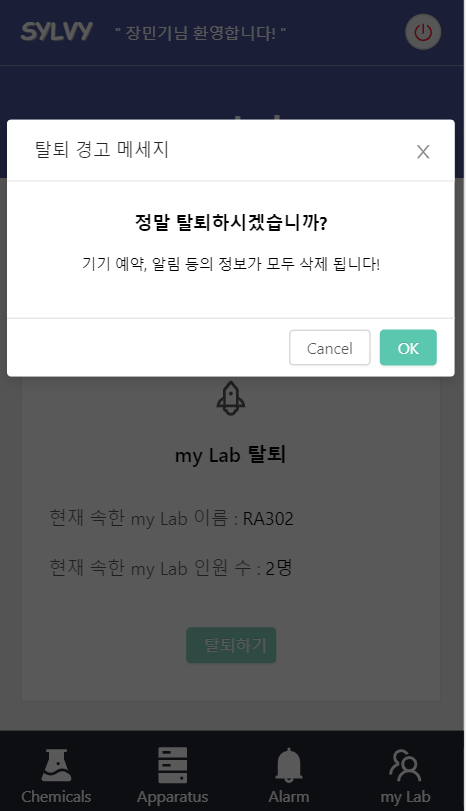 SYLVY
" 장민기님 환영합니다! "
탈퇴 경고 메세지
정말 탈퇴하시겠습니까?
기기 예약, 알림 등의 정보가 모두 삭제 됩니다!
Cancel
OK
my Lab 탈퇴
현재 속한 my Lab 이름 : RA302
현재 속한 my Lab 인원 수 : 2명
탈퇴하기
Chemicals
Apparatus
Alarm
my Lab